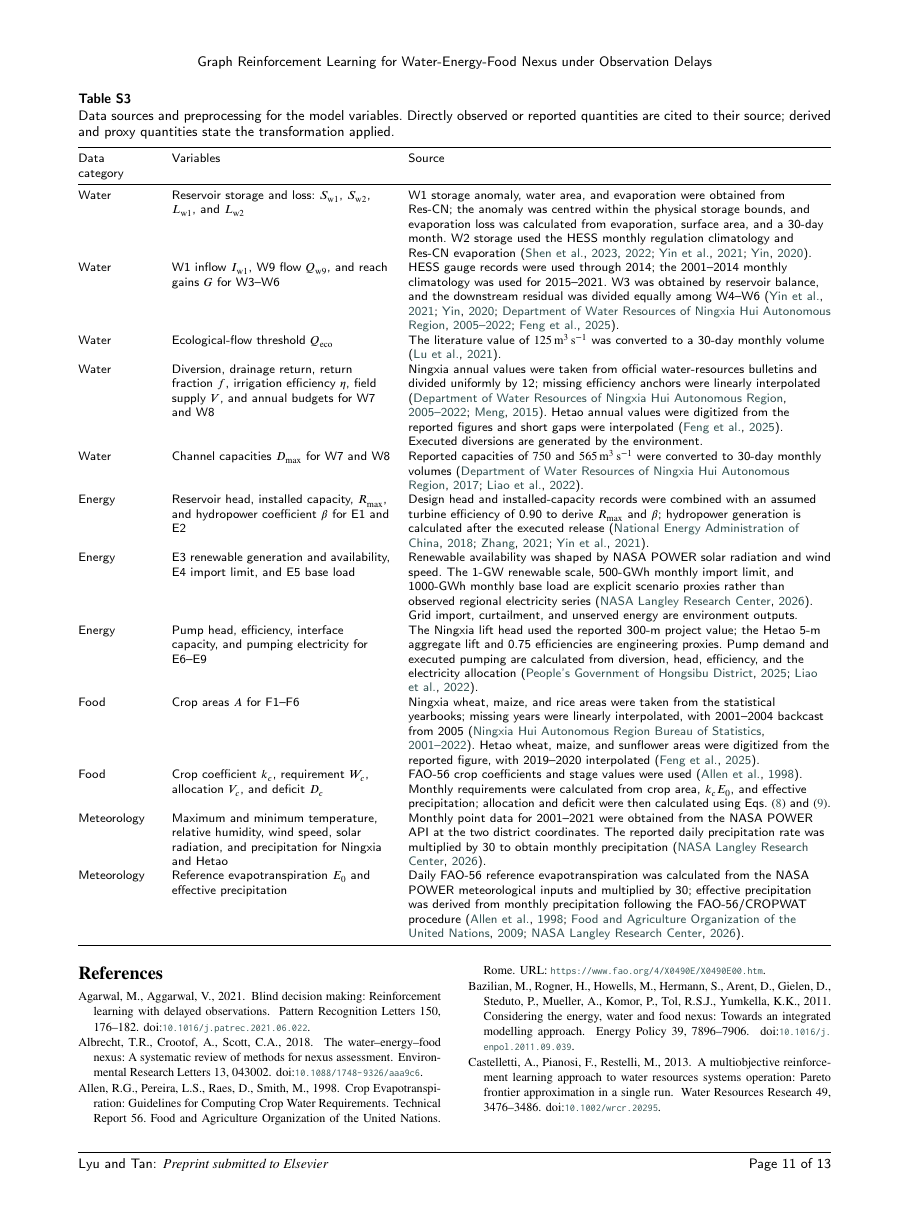 Graph Reinforcement Learning for Water-Energy-Food Nexus under Observation Delays
Table S3
Data sources and preprocessing for the model variables. Directly observed or reported quantities are cited to their source; derived
and proxy quantities state the transformation applied.
Data
category
Variables
Source
Water
Reservoir storage and loss: S_w1, S_w2,
L_w1, and L_w2
W1 storage anomaly, water area, and evaporation were obtained from
Res-CN; the anomaly was centred within the physical storage bounds, and
evaporation loss was calculated from evaporation, surface area, and a 30-day
month. W2 storage used the HESS monthly regulation climatology and
Res-CN evaporation (Shen et al., 2023, 2022; Yin et al., 2021; Yin, 2020).
Water
W1 inflow I_w1, W9 flow Q_w9, and reach
gains G for W3–W6
HESS gauge records were used through 2014; the 2001–2014 monthly
climatology was used for 2015–2021. W3 was obtained by reservoir balance,
and the downstream residual was divided equally among W4–W6 (Yin et al.,
2021; Yin, 2020; Department of Water Resources of Ningxia Hui Autonomous
Region, 2005–2022; Feng et al., 2025).
Water
Ecological-flow threshold Q_eco
The literature value of 125 m³ s⁻¹ was converted to a 30-day monthly volume
(Lu et al., 2021).
Water
Diversion, drainage return, return
fraction f, irrigation efficiency η, field
supply V, and annual budgets for W7
and W8
Ningxia annual values were taken from official water-resources bulletins and
divided uniformly by 12; missing efficiency anchors were linearly interpolated
(Department of Water Resources of Ningxia Hui Autonomous Region,
2005–2022; Meng, 2015). Hetao annual values were digitized from the
reported figures and short gaps were interpolated (Feng et al., 2025).
Executed diversions are generated by the environment.
Water
Channel capacities D_max for W7 and W8
Reported capacities of 750 and 565 m³ s⁻¹ were converted to 30-day monthly
volumes (Department of Water Resources of Ningxia Hui Autonomous
Region, 2017; Liao et al., 2022).
Energy
Reservoir head, installed capacity, R_max,
and hydropower coefficient β for E1 and
E2
Design head and installed-capacity records were combined with an assumed
turbine efficiency of 0.90 to derive R_max and β; hydropower generation is
calculated after the executed release (National Energy Administration of
China, 2018; Zhang, 2021; Yin et al., 2021).
Energy
E3 renewable generation and availability,
E4 import limit, and E5 base load
Renewable availability was shaped by NASA POWER solar radiation and wind
speed. The 1-GW renewable scale, 500-GWh monthly import limit, and
1000-GWh monthly base load are explicit scenario proxies rather than
observed regional electricity series (NASA Langley Research Center, 2026).
Grid import, curtailment, and unserved energy are environment outputs.
Energy
Pump head, efficiency, interface
capacity, and pumping electricity for
E6–E9
The Ningxia lift head used the reported 300-m project value; the Hetao 5-m
aggregate lift and 0.75 efficiencies are engineering proxies. Pump demand and
executed pumping are calculated from diversion, head, efficiency, and the
electricity allocation (People's Government of Hongsibu District, 2025; Liao
et al., 2022).
Food
Crop areas A for F1–F6
Ningxia wheat, maize, and rice areas were taken from the statistical
yearbooks; missing years were linearly interpolated, with 2001–2004 backcast
from 2005 (Ningxia Hui Autonomous Region Bureau of Statistics,
2001–2022). Hetao wheat, maize, and sunflower areas were digitized from the
reported figure, with 2019–2020 interpolated (Feng et al., 2025).
Food
Crop coefficient k_c, requirement W_c,
allocation V_c, and deficit D_c
FAO-56 crop coefficients and stage values were used (Allen et al., 1998).
Monthly requirements were calculated from crop area, k_c E_0, and effective
precipitation; allocation and deficit were then calculated using Eqs. (8) and (9).
Meteorology
Maximum and minimum temperature,
relative humidity, wind speed, solar
radiation, and precipitation for Ningxia
and Hetao
Monthly point data for 2001–2021 were obtained from the NASA POWER
API at the two district coordinates. The reported daily precipitation rate was
multiplied by 30 to obtain monthly precipitation (NASA Langley Research
Center, 2026).
Meteorology
Reference evapotranspiration E_0 and
effective precipitation
Daily FAO-56 reference evapotranspiration was calculated from the NASA
POWER meteorological inputs and multiplied by 30; effective precipitation
was derived from monthly precipitation following the FAO-56/CROPWAT
procedure (Allen et al., 1998; Food and Agriculture Organization of the
United Nations, 2009; NASA Langley Research Center, 2026).
References
Agarwal, M., Aggarwal, V., 2021. Blind decision making: Reinforcement
learning with delayed observations. Pattern Recognition Letters 150,
176–182. doi:10.1016/j.patrec.2021.06.022.
Albrecht, T.R., Crootof, A., Scott, C.A., 2018. The water–energy–food
nexus: A systematic review of methods for nexus assessment. Environ-
mental Research Letters 13, 043002. doi:10.1088/1748-9326/aaa9c6.
Allen, R.G., Pereira, L.S., Raes, D., Smith, M., 1998. Crop Evapotranspi-
ration: Guidelines for Computing Crop Water Requirements. Technical
Report 56. Food and Agriculture Organization of the United Nations.
Rome. URL: https://www.fao.org/4/X0490E/X0490E00.htm.
Bazilian, M., Rogner, H., Howells, M., Hermann, S., Arent, D., Gielen, D.,
Steduto, P., Mueller, A., Komor, P., Tol, R.S.J., Yumkella, K.K., 2011.
Considering the energy, water and food nexus: Towards an integrated
modelling approach. Energy Policy 39, 7896–7906. doi:10.1016/j.
enpol.2011.09.039.
Castelletti, A., Pianosi, F., Restelli, M., 2013. A multiobjective reinforce-
ment learning approach to water resources systems operation: Pareto
frontier approximation in a single run. Water Resources Research 49,
3476–3486. doi:10.1002/wrcr.20295.
Lyu and Tan: Preprint submitted to Elsevier
Page 11 of 13